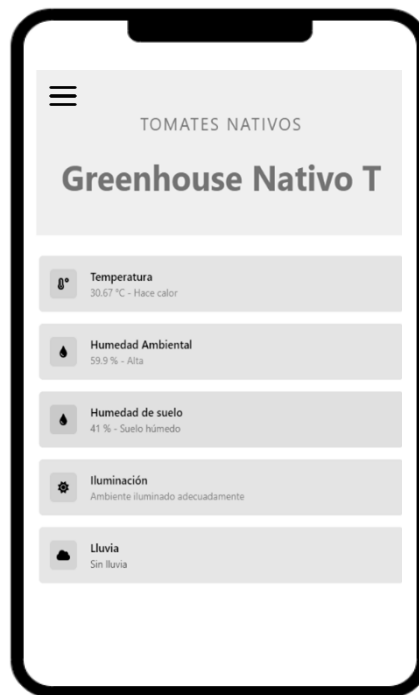 TOMATES NATIVOS
Greenhouse Nativo T
Temperatura
30.67 °C - Hace calor
Humedad Ambiental
59.9 % - Alta
Humedad de suelo
41 % - Suelo húmedo
Iluminación
Ambiente iluminado adecuadamente
Lluvia
Sin lluvia